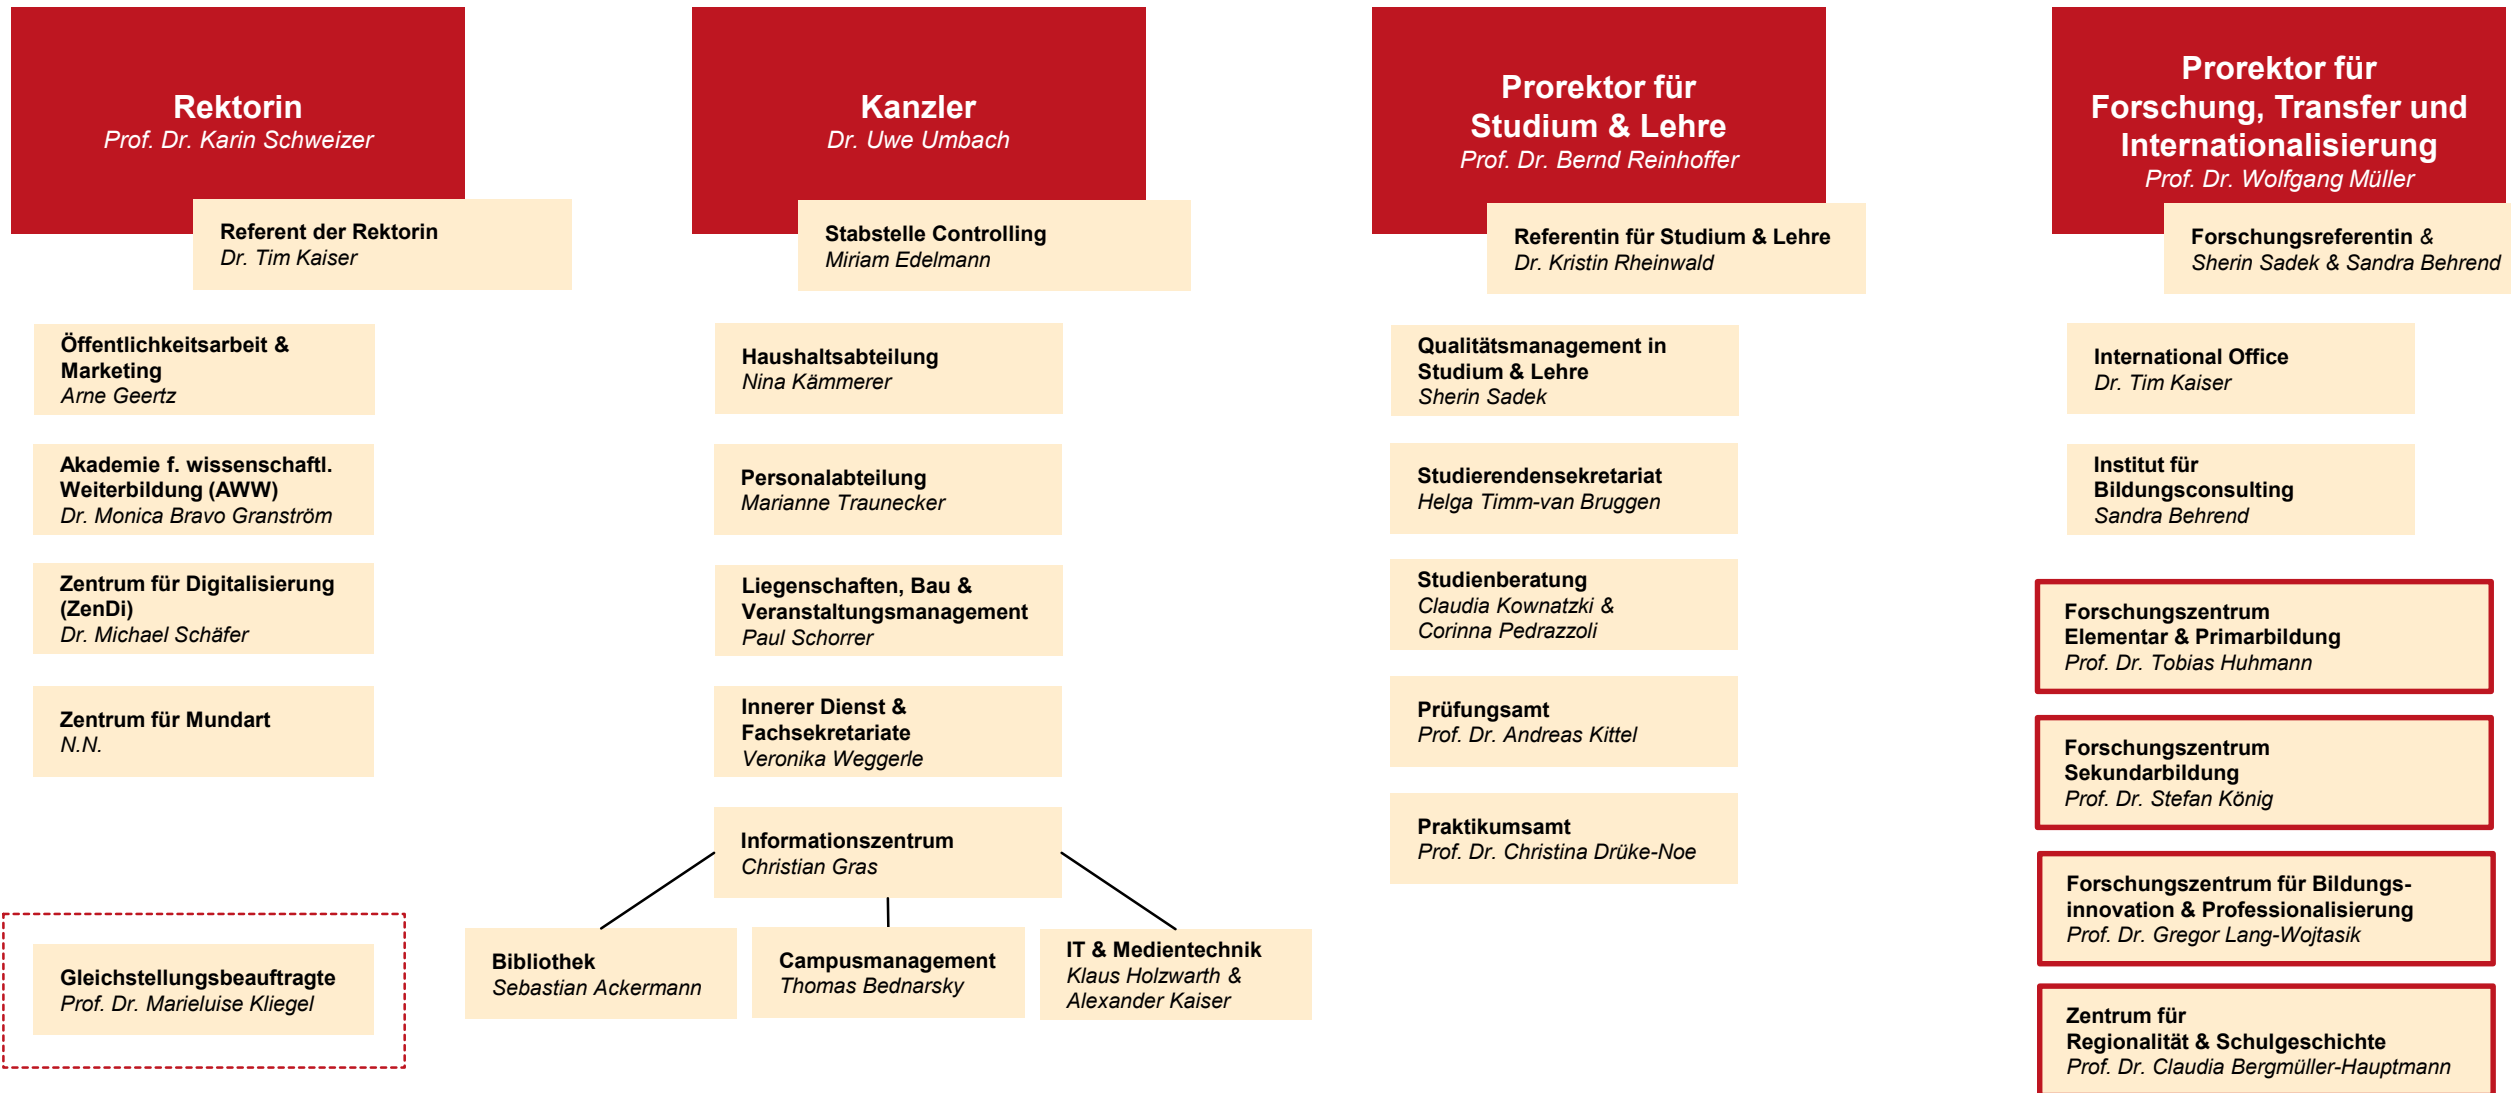 Rektorin
Prof. Dr. Karin Schweizer
Referent der Rektorin
Dr. Tim Kaiser
Öffentlichkeitsarbeit &
Marketing
Arne Geertz
Akademie f. wissenschaftl.
Weiterbildung (AWW)
Dr. Monica Bravo Granström
Zentrum für Digitalisierung
(ZenDi)
Dr. Michael Schäfer
Zentrum für Mundart
N.N.
Gleichstellungsbeauftragte
Prof. Dr. Marieluise Kliegel
Kanzler
Dr. Uwe Umbach
Stabstelle Controlling
Miriam Edelmann
Haushaltsabteilung
Nina Kämmerer
Personalabteilung
Marianne Traunecker
Liegenschaften, Bau &
Veranstaltungsmanagement
Paul Schorrer
Innerer Dienst &
Fachsekretariate
Veronika Weggerle
Informationszentrum
Christian Gras
Bibliothek
Sebastian Ackermann
Campusmanagement
Thomas Bednarsky
IT & Medientechnik
Klaus Holzwarth &
Alexander Kaiser
Prorektor für
Studium & Lehre
Prof. Dr. Bernd Reinhoffer
Referentin für Studium & Lehre
Dr. Kristin Rheinwald
Qualitätsmanagement in
Studium & Lehre
Sherin Sadek
Studierendensekretariat
Helga Timm-van Bruggen
Studienberatung
Claudia Kownatzki &
Corinna Pedrazzoli
Prüfungsamt
Prof. Dr. Andreas Kittel
Praktikumsamt
Prof. Dr. Christina Drüke-Noe
Prorektor für
Forschung, Transfer und
Internationalisierung
Prof. Dr. Wolfgang Müller
Forschungsreferentin &
Sherin Sadek & Sandra Behrend
International Office
Dr. Tim Kaiser
Institut für
Bildungsconsulting
Sandra Behrend
Forschungszentrum
Elementar & Primarbildung
Prof. Dr. Tobias Huhmann
Forschungszentrum
Sekundarbildung
Prof. Dr. Stefan König
Forschungszentrum für Bildungs-
innovation & Professionalisierung
Prof. Dr. Gregor Lang-Wojtasik
Zentrum für
Regionalität & Schulgeschichte
Prof. Dr. Claudia Bergmüller-Hauptmann